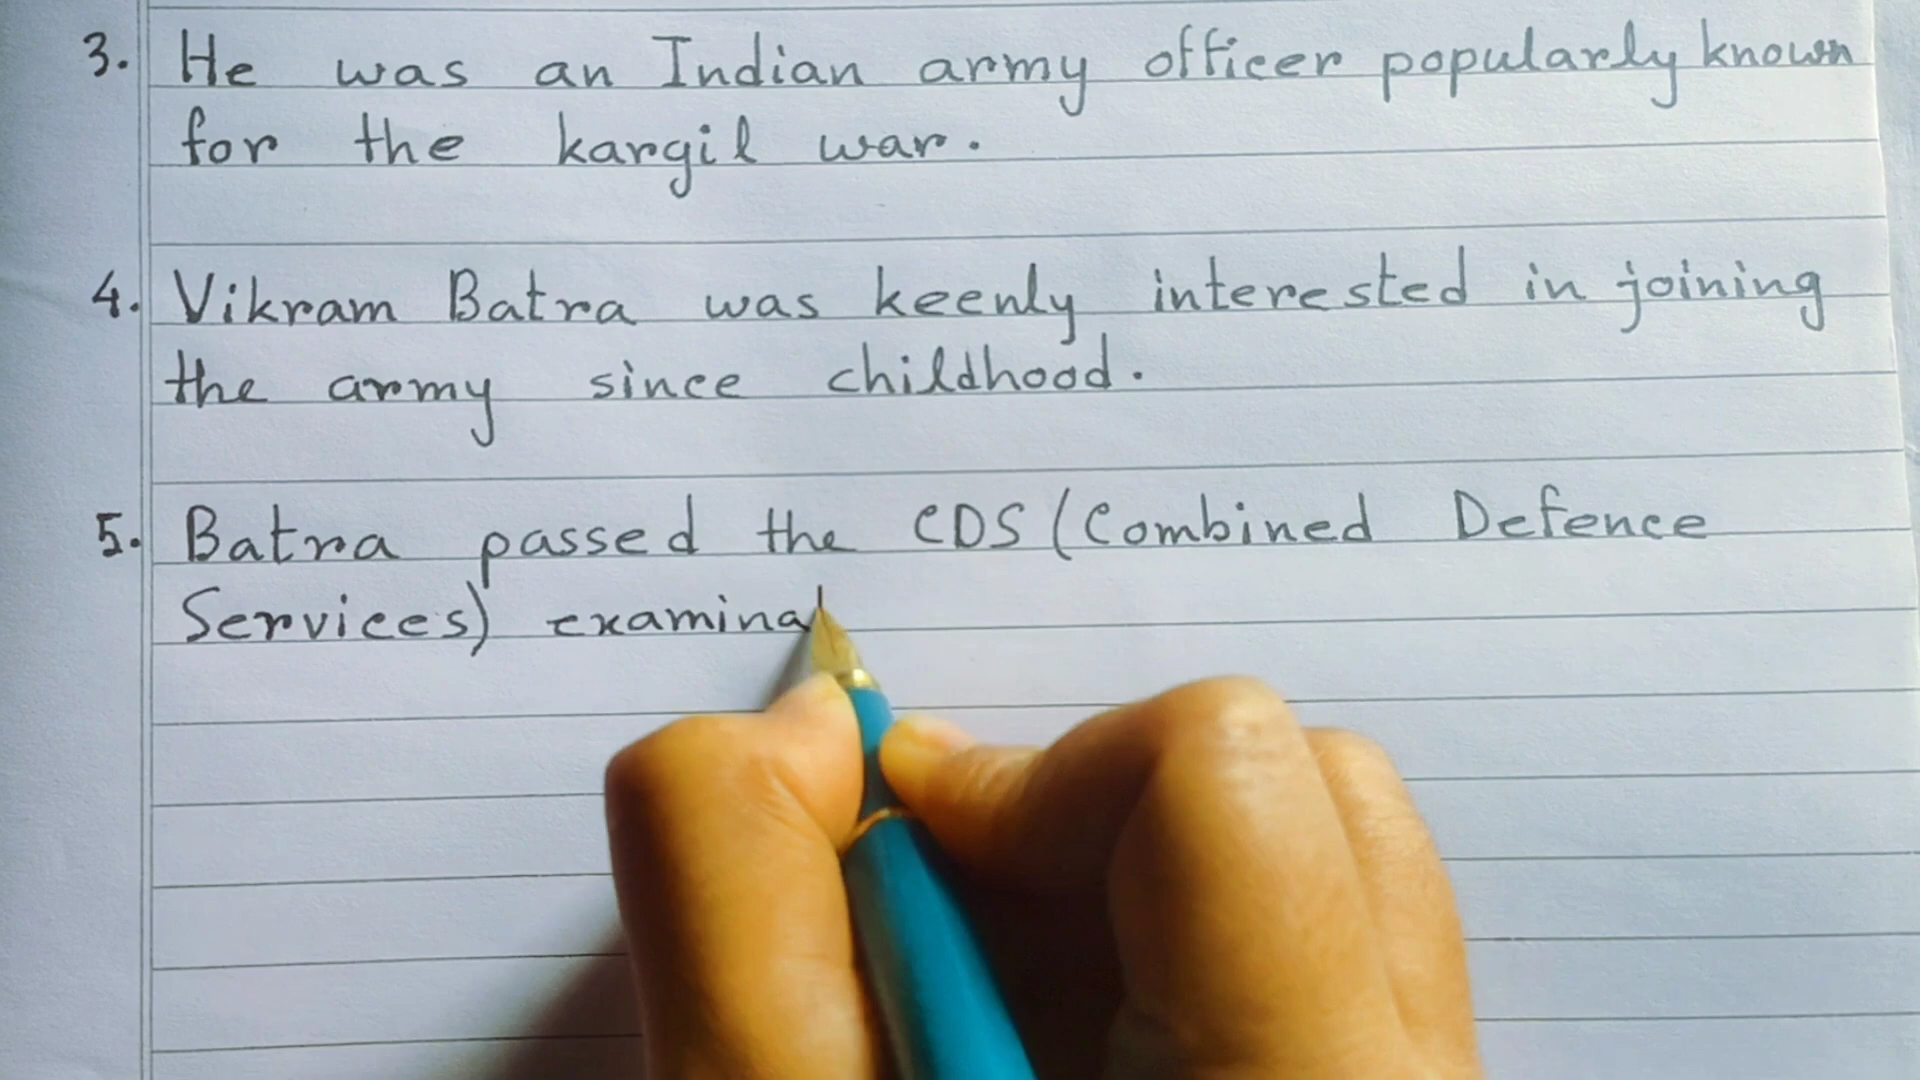 3. He was an Indian army officer popularly known
for the kargil war.
4. Vikram Batra was keenly interested in joining
the army since childhood.
5. Batra passed the CDS (Combined Defence
Services) examina